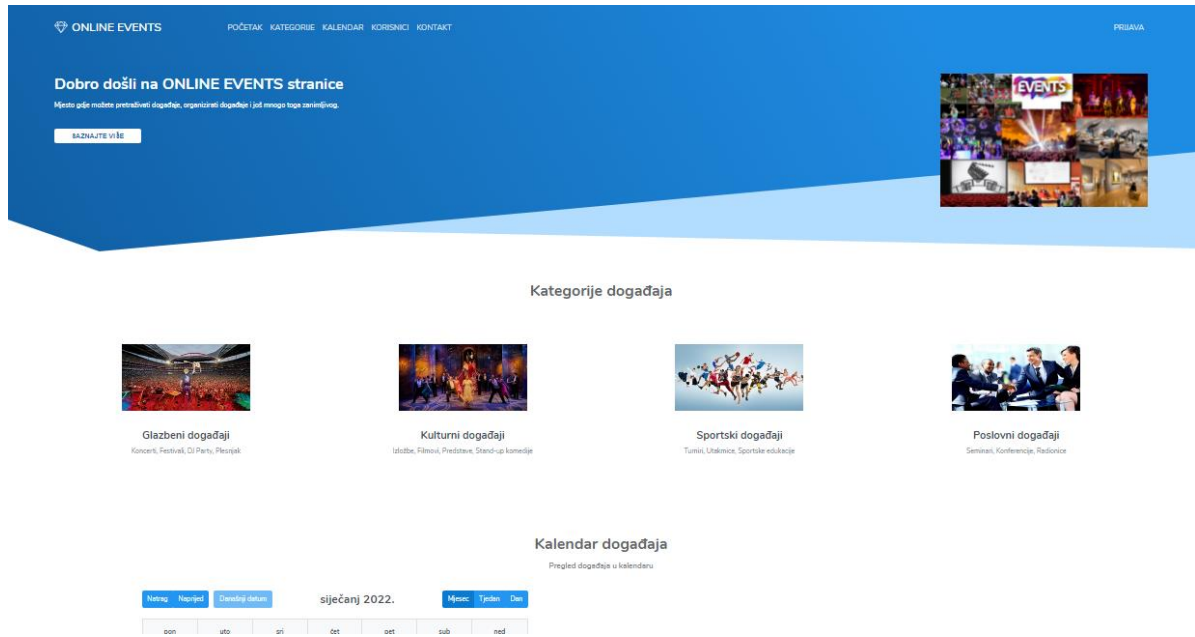 ONLINE EVENTS
POČETAK KATEGORIJE KALENDAR KORISNICI KONTAKT
PRIJAVA
Dobro došli na ONLINE EVENTS stranice
Mjesto gdje možete pretraživati događaje, organizirati događaje i još mnogo toga zanimljivog.
SAZNAJTE VIŠE
EVENTS
Kategorije događaja
Glazbeni događaji
Koncerti, Festivali, DJ Party, Plesnjak
Kulturni događaji
Izložbe, Filmovi, Predstave, Stand-up komedije
Sportski događaji
Turniri, Utakmice, Sportske edukacije
Poslovni događaji
Seminari, Konferencije, Radionice
Kalendar događaja
Pregled događaja u kalendaru
Natrag Naprijed Današnji datum siječanj 2022. Mjesec Tjedan Dan
pon uto sri čet pet sub ned